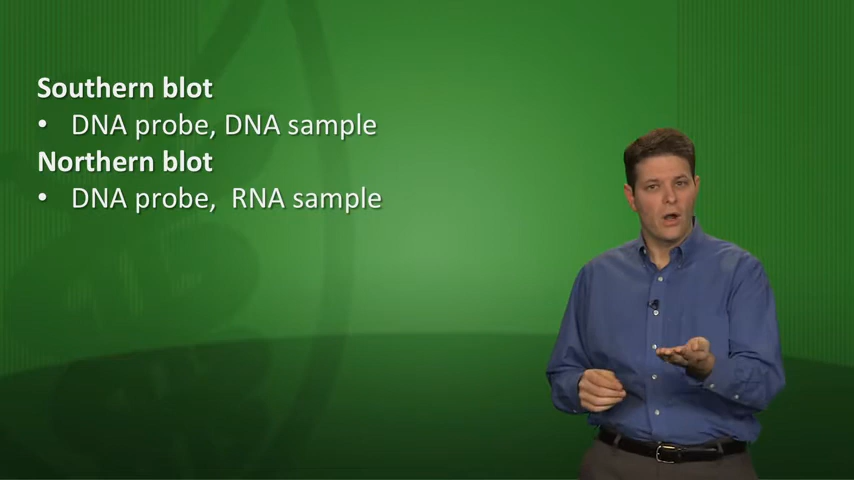 Southern blot
• DNA probe, DNA sample
Northern blot
• DNA probe, RNA sample